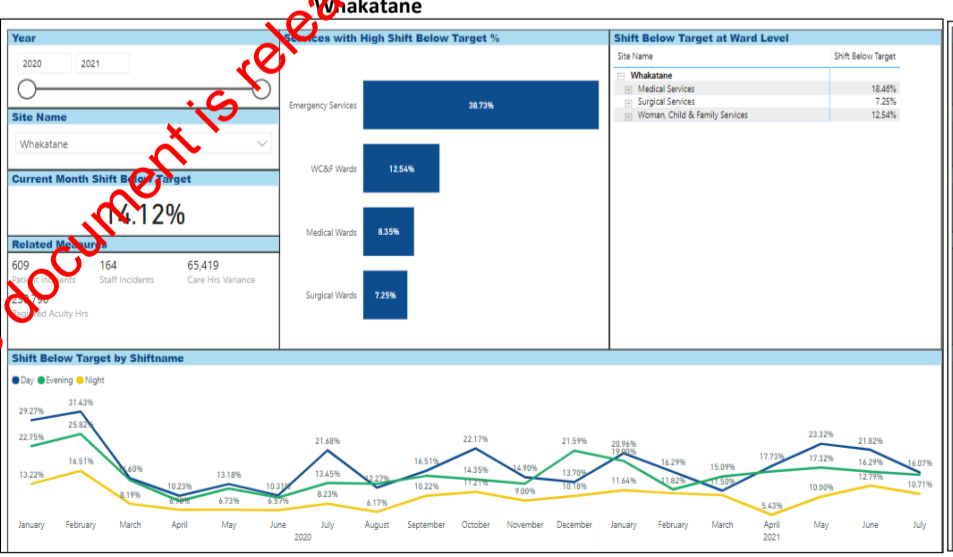 Whakatane
document is relea
Year
2020 2021
Site Name
Whakatane
Current Month Shift Below Target
14.12%
Related Measures
609 164 65,419
Patient Incidents Staff Incidents Care Hrs Variance
Required Acuity Hrs
Services with High Shift Below Target %
Emergency Services 38.73%
WC&F Wards 12.54%
Medical Wards 8.35%
Surgical Wards 7.25%
Shift Below Target at Ward Level
Site Name Shift Below Target
Whakatane
Medical Services 18.46%
Surgical Services 7.25%
Woman, Child & Family Services 12.54%
Shift Below Target by Shiftname
Day Evening Night
29.27% 31.43% 10.23% 13.18% 10.31% 21.68% 16.51% 22.17% 14.90% 13.70% 20.96% 16.29% 11.50% 17.73% 23.32% 21.82% 16.07%
22.75% 25.82% 6.73% 13.45% 14.35% 21.59% 11.82% 15.09% 17.32% 16.29%
13.22% 16.51% 8.19% 6.57% 8.23% 6.17% 10.22% 11.21% 9.00% 10.18% 11.64% 5.43% 10.00% 12.79% 10.71%
January February March April May June July August September October November December January February March April May June July
2020 2021